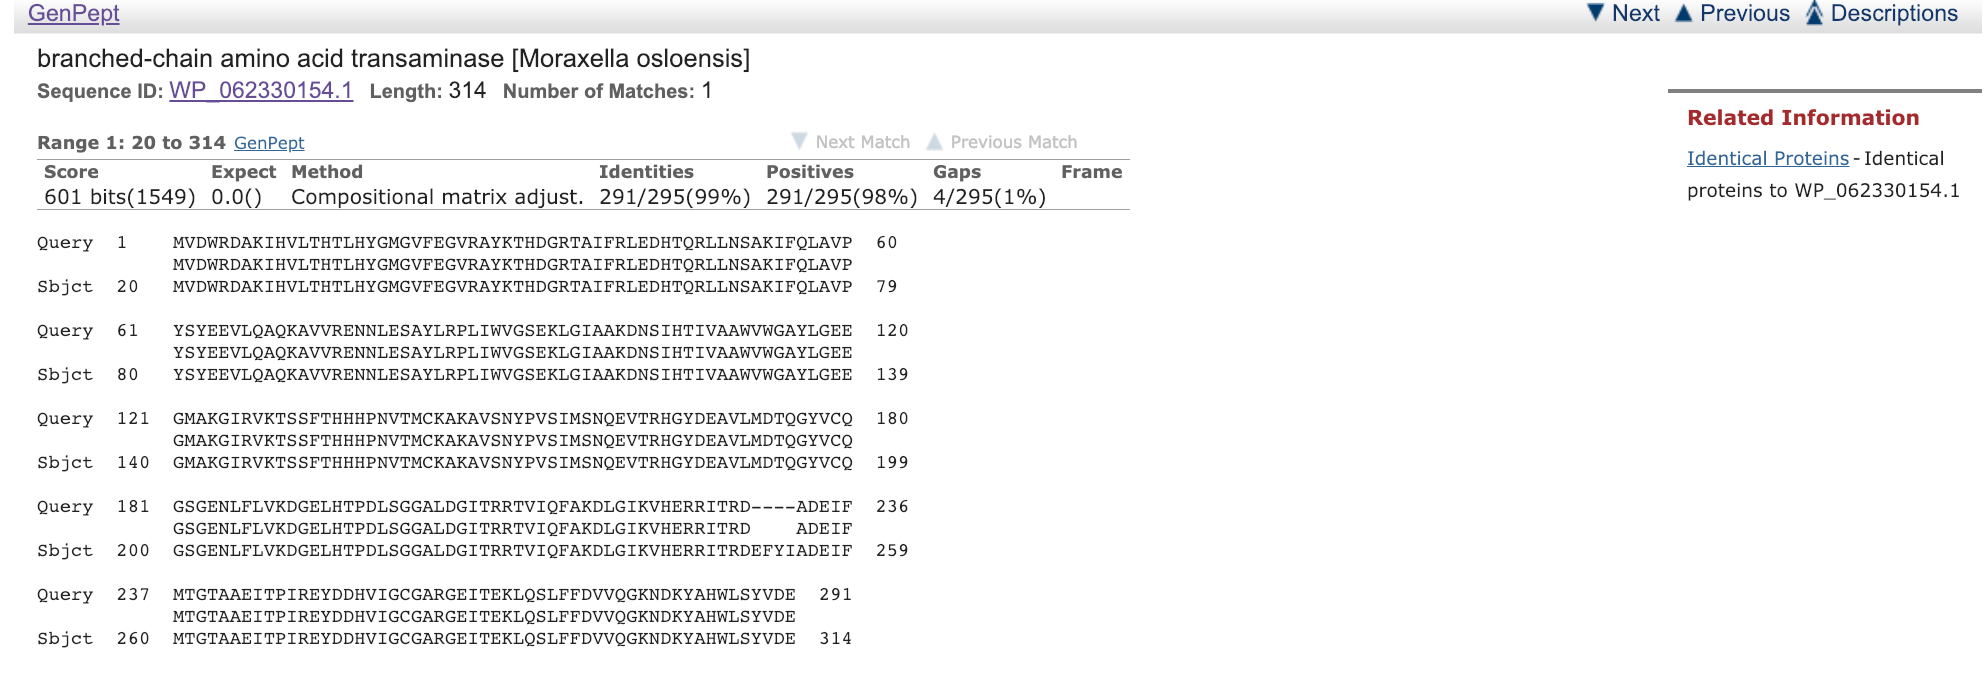 GenPept
Next Previous Descriptions
branched-chain amino acid transaminase [Moraxella osloensis]
Sequence ID: WP_062330154.1 Length: 314 Number of Matches: 1
Related Information
Identical Proteins - Identical
proteins to WP_062330154.1
Range 1: 20 to 314 GenPept Next Match Previous Match
Score Expect Method Identities Positives Gaps Frame
601 bits(1549) 0.0() Compositional matrix adjust. 291/295(99%) 291/295(98%) 4/295(1%)
Query 1 MVDWRDAKIHVLTHTLHYGMGVFEGVRAYKTHDGRTAIFRLEDHTQRLLNSAKIFQLAVP 60
MVDWRDAKIHVLTHTLHYGMGVFEGVRAYKTHDGRTAIFRLEDHTQRLLNSAKIFQLAVP
Sbjct 20 MVDWRDAKIHVLTHTLHYGMGVFEGVRAYKTHDGRTAIFRLEDHTQRLLNSAKIFQLAVP 79
Query 61 YSYEEVLQAQKAVVRENNLESAYLRPLIWVGSEKLGIAAKDNSIHTIVAAWVWGAYLGEE 120
YSYEEVLQAQKAVVRENNLESAYLRPLIWVGSEKLGIAAKDNSIHTIVAAWVWGAYLGEE
Sbjct 80 YSYEEVLQAQKAVVRENNLESAYLRPLIWVGSEKLGIAAKDNSIHTIVAAWVWGAYLGEE 139
Query 121 GMAKGIRVKTSSFTHHHPNVTMCKAKAVSNYPVSIMSNQEVTRHGYDEAVLMDTQGYVCQ 180
GMAKGIRVKTSSFTHHHPNVTMCKAKAVSNYPVSIMSNQEVTRHGYDEAVLMDTQGYVCQ
Sbjct 140 GMAKGIRVKTSSFTHHHPNVTMCKAKAVSNYPVSIMSNQEVTRHGYDEAVLMDTQGYVCQ 199
Query 181 GSGENLFLVKDGELHTPDLSGGALDGITRRTVIQFAKDLGIKVHERRITRD----ADEIF 236
GSGENLFLVKDGELHTPDLSGGALDGITRRTVIQFAKDLGIKVHERRITRD    ADEIF
Sbjct 200 GSGENLFLVKDGELHTPDLSGGALDGITRRTVIQFAKDLGIKVHERRITRDEFYIADEIF 259
Query 237 MTGTAAEITPIREYDDHVIGCGARGEITEKLQSLFFDVVQGKNDKYAHWLSYVDE 291
MTGTAAEITPIREYDDHVIGCGARGEITEKLQSLFFDVVQGKNDKYAHWLSYVDE
Sbjct 260 MTGTAAEITPIREYDDHVIGCGARGEITEKLQSLFFDVVQGKNDKYAHWLSYVDE 314